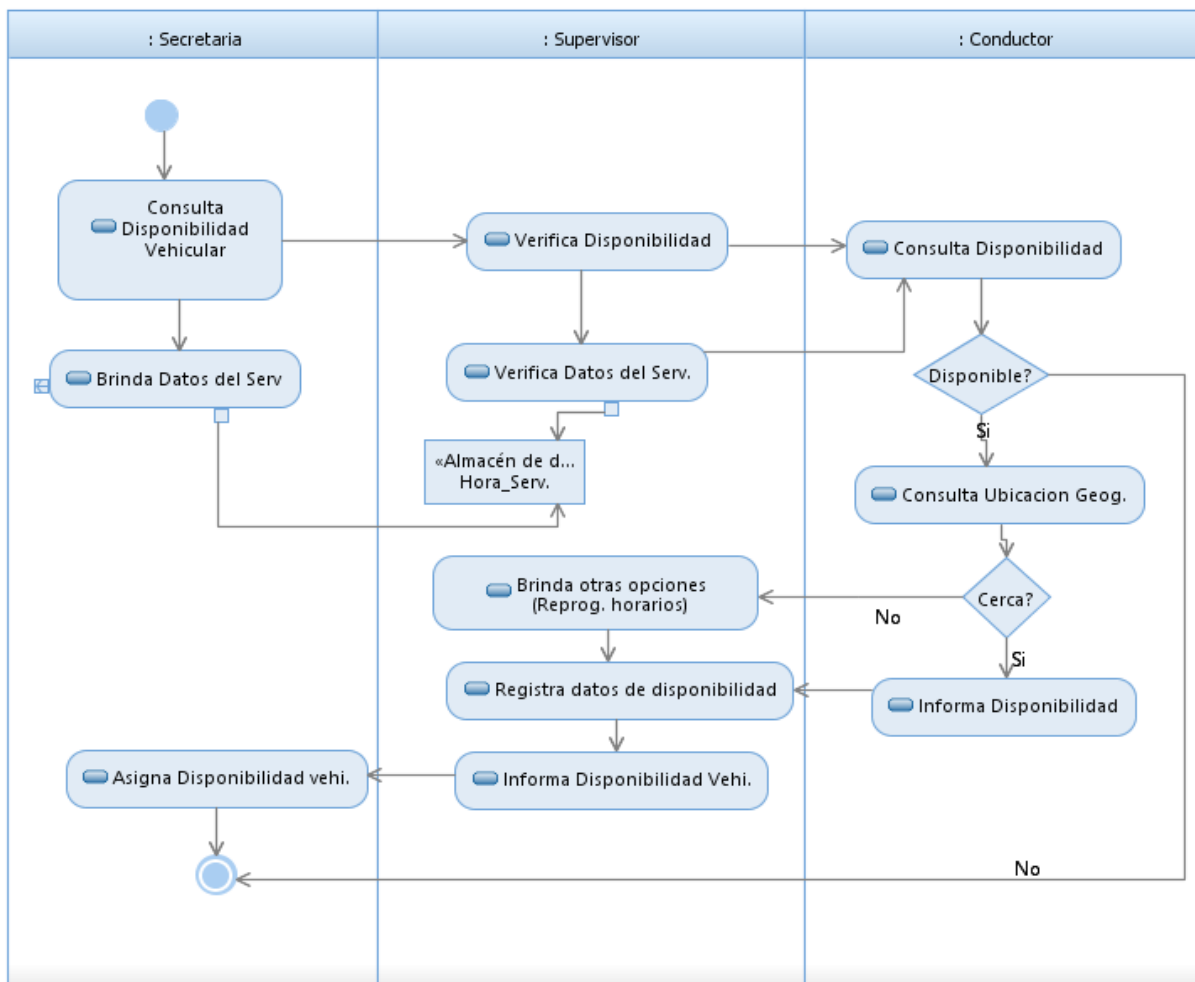 : Secretaria
: Supervisor
: Conductor
Consulta
Disponibilidad
Vehicular
Verifica Disponibilidad
Consulta Disponibilidad
Brinda Datos del Serv
Verifica Datos del Serv.
Disponible?
Si
«Almacén de d...
Hora_Serv.
Consulta Ubicacion Geog.
Brinda otras opciones
(Reprog. horarios)
Cerca?
No
Si
Registra datos de disponibilidad
Informa Disponibilidad
Asigna Disponibilidad vehi.
Informa Disponibilidad Vehi.
No